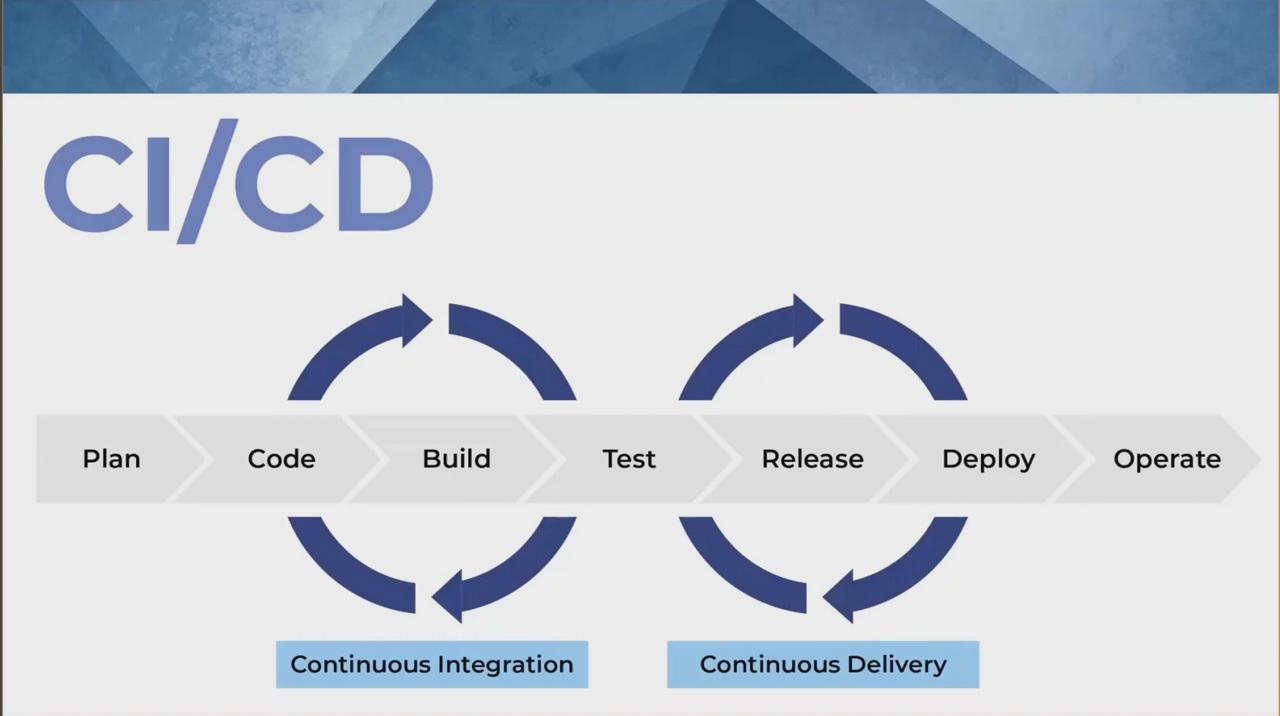 CI/CD
Plan
Code
Build
Test
Release
Deploy
Operate
Continuous Integration
Continuous Delivery